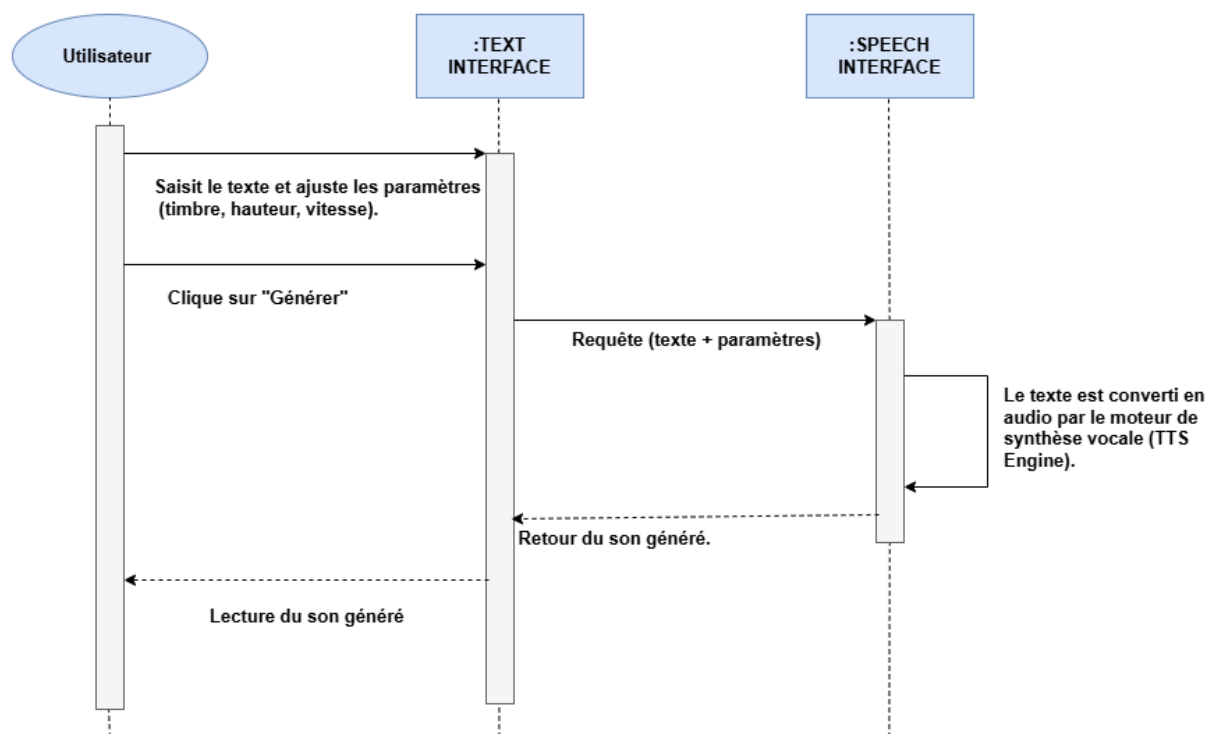 Utilisateur
:TEXT
INTERFACE
:SPEECH
INTERFACE
Saisit le texte et ajuste les paramètres
(timbre, hauteur, vitesse).
Clique sur "Générer"
Requête (texte + paramètres)
Le texte est converti en
audio par le moteur de
synthèse vocale (TTS
Engine).
Retour du son généré.
Lecture du son généré